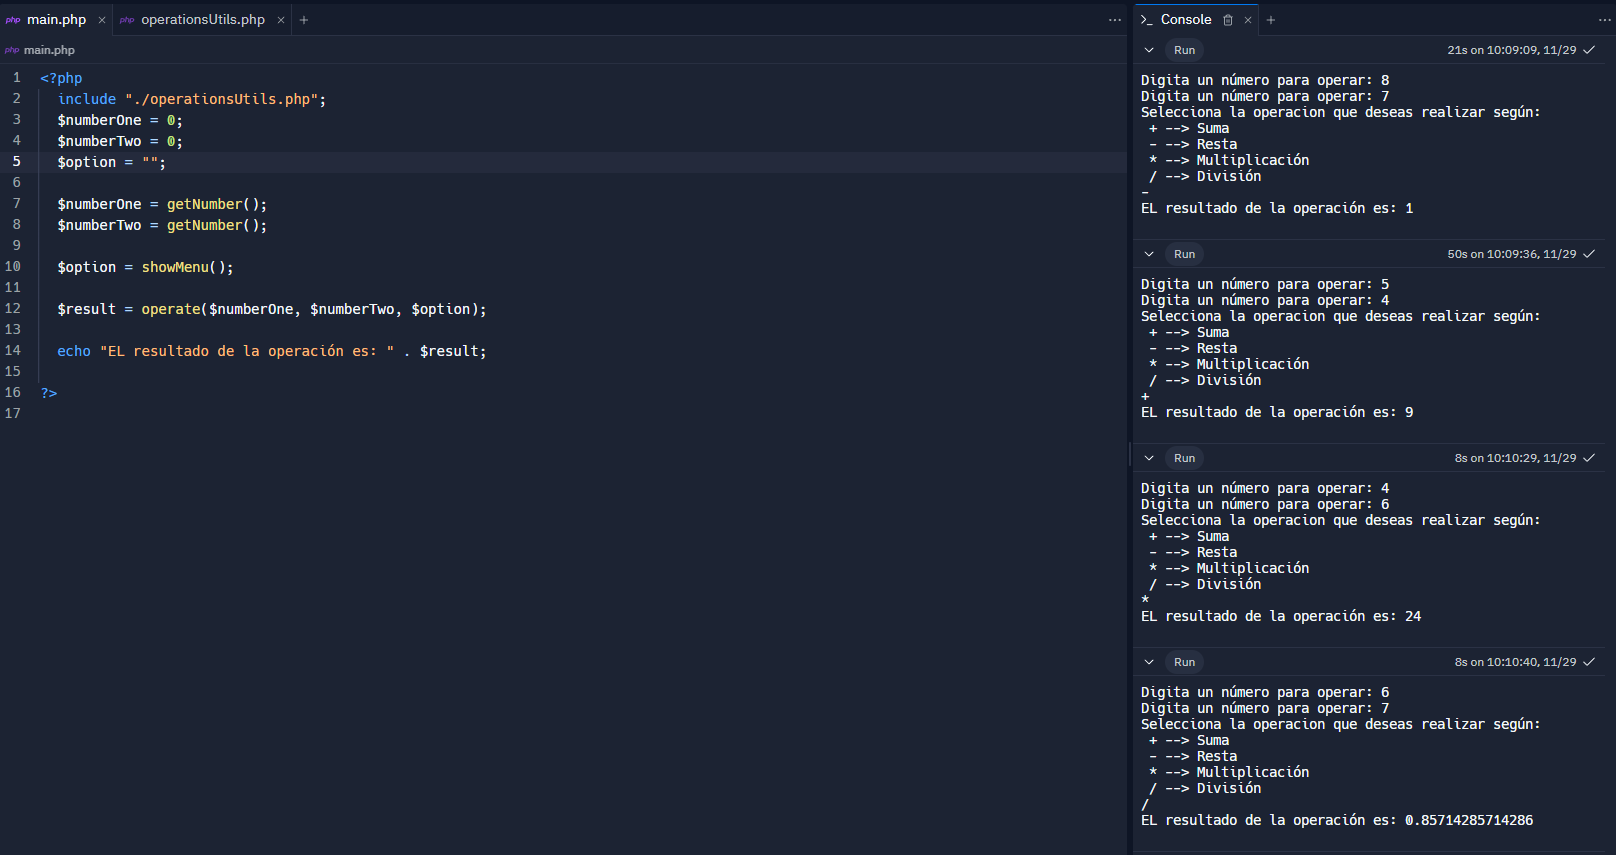 php main.php × php operationsUtils.php × + ...
php main.php
1 <?php
2 include "./operationsUtils.php";
3 $numberOne = 0;
4 $numberTwo = 0;
5 $option = "";
6
7 $numberOne = getNumber();
8 $numberTwo = getNumber();
9
10 $option = showMenu();
11
12 $result = operate($numberOne, $numberTwo, $option);
13
14 echo "EL resultado de la operación es: " . $result;
15
16 ?>
17
>_ Console × + ...
Run 21s on 10:09:09, 11/29 ✓
Digita un número para operar: 8
Digita un número para operar: 7
Selecciona la operacion que deseas realizar según:
+ --> Suma
- --> Resta
* --> Multiplicación
/ --> División
-
EL resultado de la operación es: 1
Run 50s on 10:09:36, 11/29 ✓
Digita un número para operar: 5
Digita un número para operar: 4
Selecciona la operacion que deseas realizar según:
+ --> Suma
- --> Resta
* --> Multiplicación
/ --> División
+
EL resultado de la operación es: 9
Run 8s on 10:10:29, 11/29 ✓
Digita un número para operar: 4
Digita un número para operar: 6
Selecciona la operacion que deseas realizar según:
+ --> Suma
- --> Resta
* --> Multiplicación
/ --> División
*
EL resultado de la operación es: 24
Run 8s on 10:10:40, 11/29 ✓
Digita un número para operar: 6
Digita un número para operar: 7
Selecciona la operacion que deseas realizar según:
+ --> Suma
- --> Resta
* --> Multiplicación
/ --> División
/
EL resultado de la operación es: 0.85714285714286